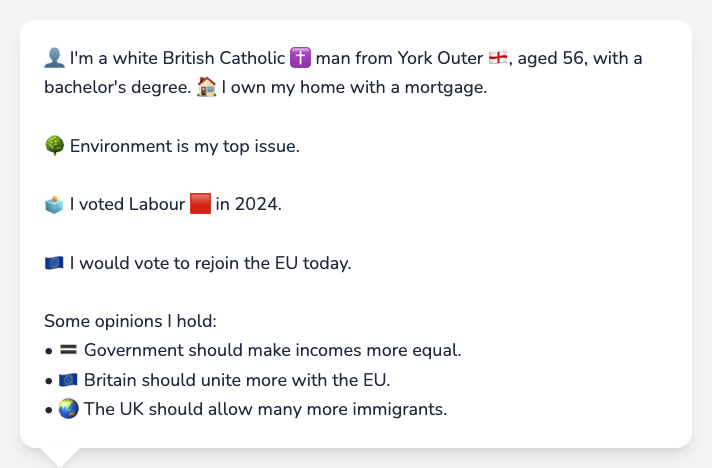 👤 I'm a white British Catholic ✝️ man from York Outer 🏴󠁧󠁢󠁥󠁮󠁧󠁿, aged 56, with a
bachelor's degree. 🏠 I own my home with a mortgage.
🌳 Environment is my top issue.
🗳️ I voted Labour 🟥 in 2024.
🇪🇺 I would vote to rejoin the EU today.
Some opinions I hold:
• 🟰 Government should make incomes more equal.
• 🇪🇺 Britain should unite more with the EU.
• 🌏 The UK should allow many more immigrants.